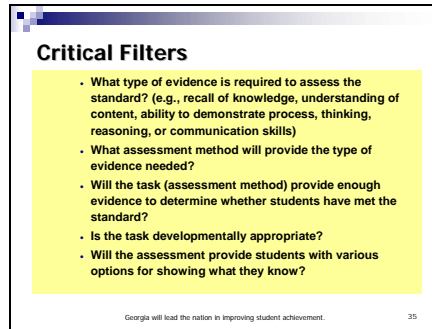 Critical Filters
• What type of evidence is required to assess the
standard? (e.g., recall of knowledge, understanding of
content, ability to demonstrate process, thinking,
reasoning, or communication skills)
• What assessment method will provide the type of
evidence needed?
• Will the task (assessment method) provide enough
evidence to determine whether students have met the
standard?
• Is the task developmentally appropriate?
• Will the assessment provide students with various
options for showing what they know?
Georgia will lead the nation in improving student achievement. 35